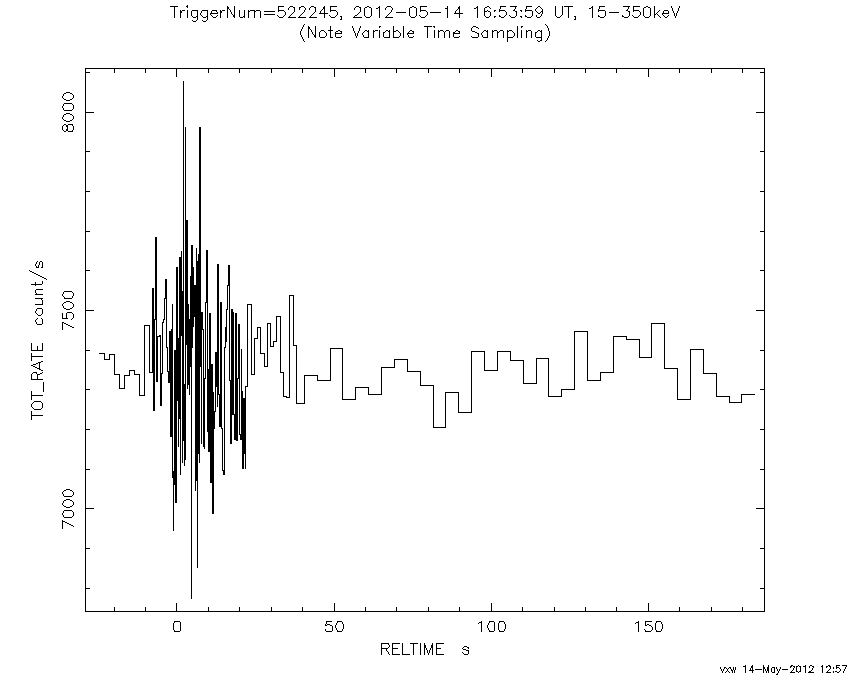 TriggerNum=522245, 2012-05-14 16:53:59 UT, 15-350keV
(Note Variable Time Sampling)
TOT_RATE count/s
8000
7500
7000
0 50 100 150
RELTIME s
vxw 14-May-2012 12:57